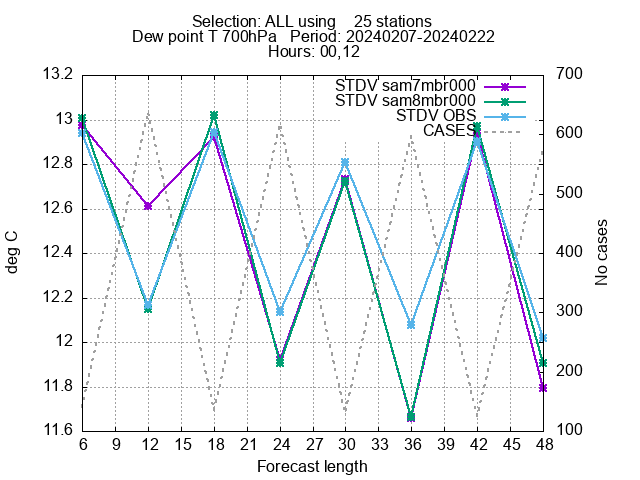 Selection: ALL using    25 stations
Dew point T 700hPa   Period: 20240207-20240222
Hours: 00,12
STDV sam7mbr000
STDV sam8mbr000
STDV OBS
CASES
13.2
13
12.8
12.6
12.4
12.2
12
11.8
11.6
deg C
700
600
500
400
300
200
100
No cases
6 9 12 15 18 21 24 27 30 33 36 39 42 45 48
Forecast length